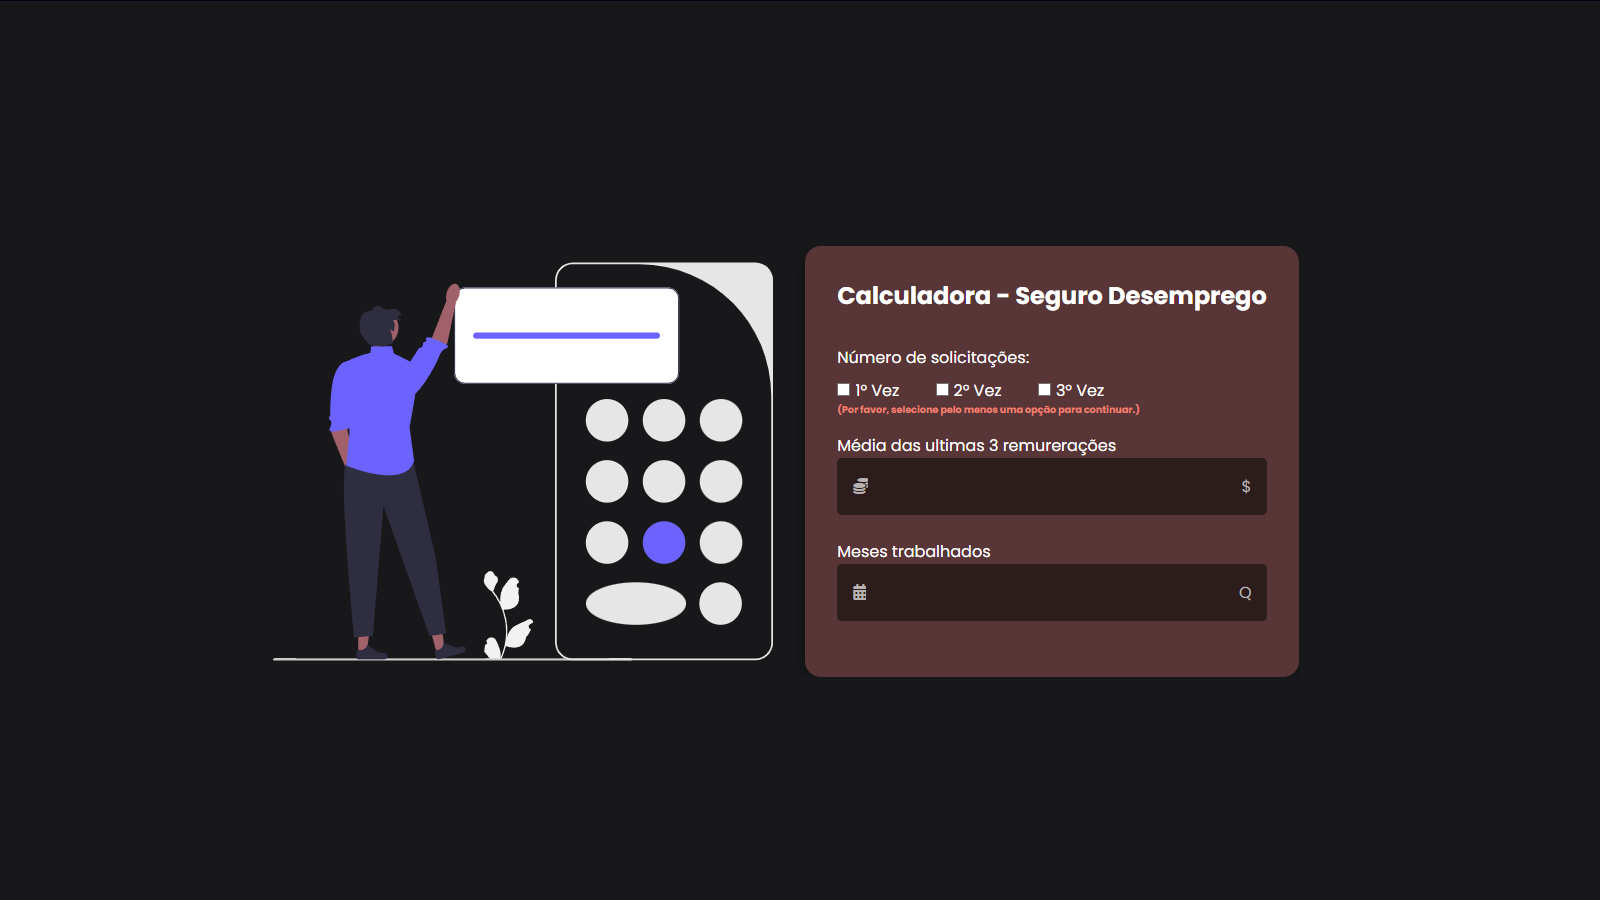 Calculadora - Seguro Desemprego
Número de solicitações:
1º Vez 2º Vez 3º Vez
(Por favor, selecione pelo menos uma opção para continuar.)
Média das ultimas 3 remurerações
$
Meses trabalhados
Q